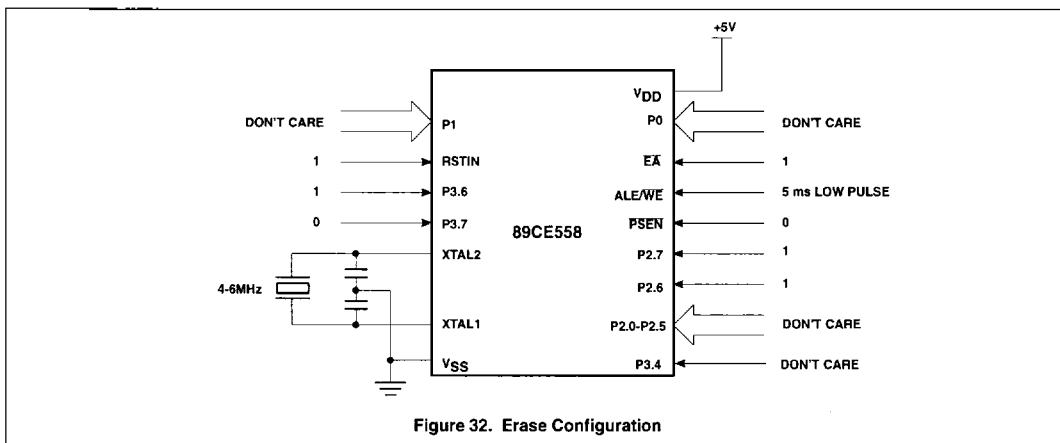 +5V
VDD
DON'T CARE
P1
P0
DON'T CARE
1
RSTIN
EA
1
1
P3.6
ALE/WE
5 ms LOW PULSE
0
P3.7
PSEN
0
89CE558
XTAL2
P2.7
1
4-6MHz
P2.6
1
XTAL1
P2.0-P2.5
DON'T CARE
VSS
P3.4
DON'T CARE
Figure 32. Erase Configuration